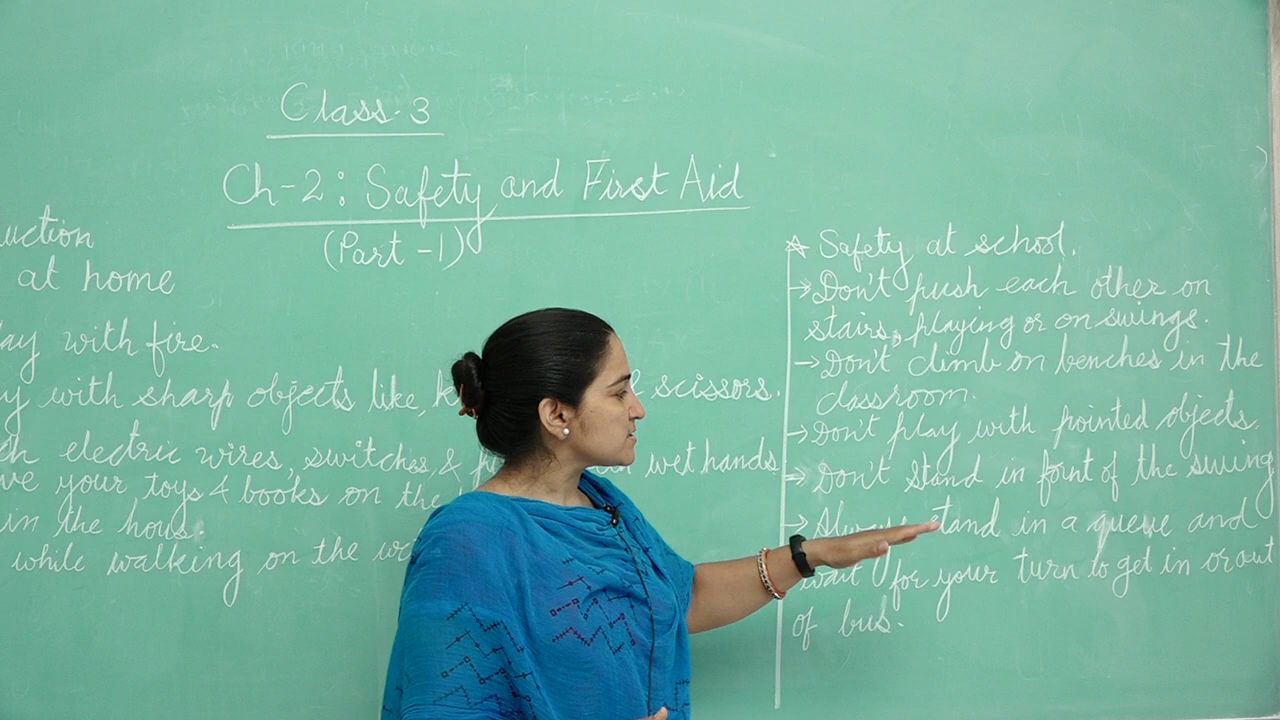 Class-3
Ch-2: Safety and First Aid
(Part-1)
at home
with fire.
with sharp objects like, scissors.
electric wires, switches, & wet hands
your toys & books on the
in the hous.
while walking on the
☆ Safety at school.
→ Don't push each other on
stairs, playing or on swings.
→ Don't climb on benches in the
classroom.
→ Don't play with pointed objects.
→ Don't stand in font of the swing
→ Always stand in a queue and
wait for your turn to get in or out
of bus.